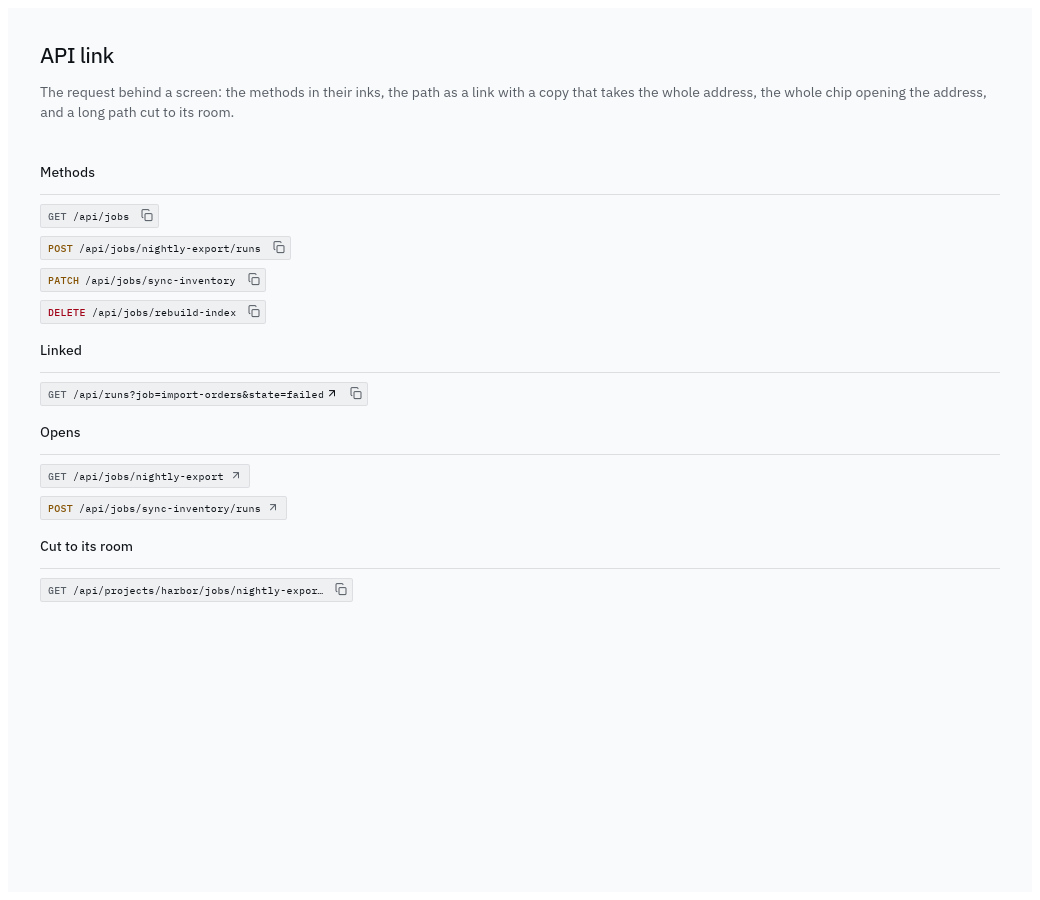 API link
The request behind a screen: the methods in their inks, the path as a link with a copy that takes the whole address, the whole chip opening the address,
and a long path cut to its room.
Methods
GET /api/jobs
POST /api/jobs/nightly-export/runs
PATCH /api/jobs/sync-inventory
DELETE /api/jobs/rebuild-index
Linked
GET /api/runs?job=import-orders&state=failed
Opens
GET /api/jobs/nightly-export
POST /api/jobs/sync-inventory/runs
Cut to its room
GET /api/projects/harbor/jobs/nightly-expor…